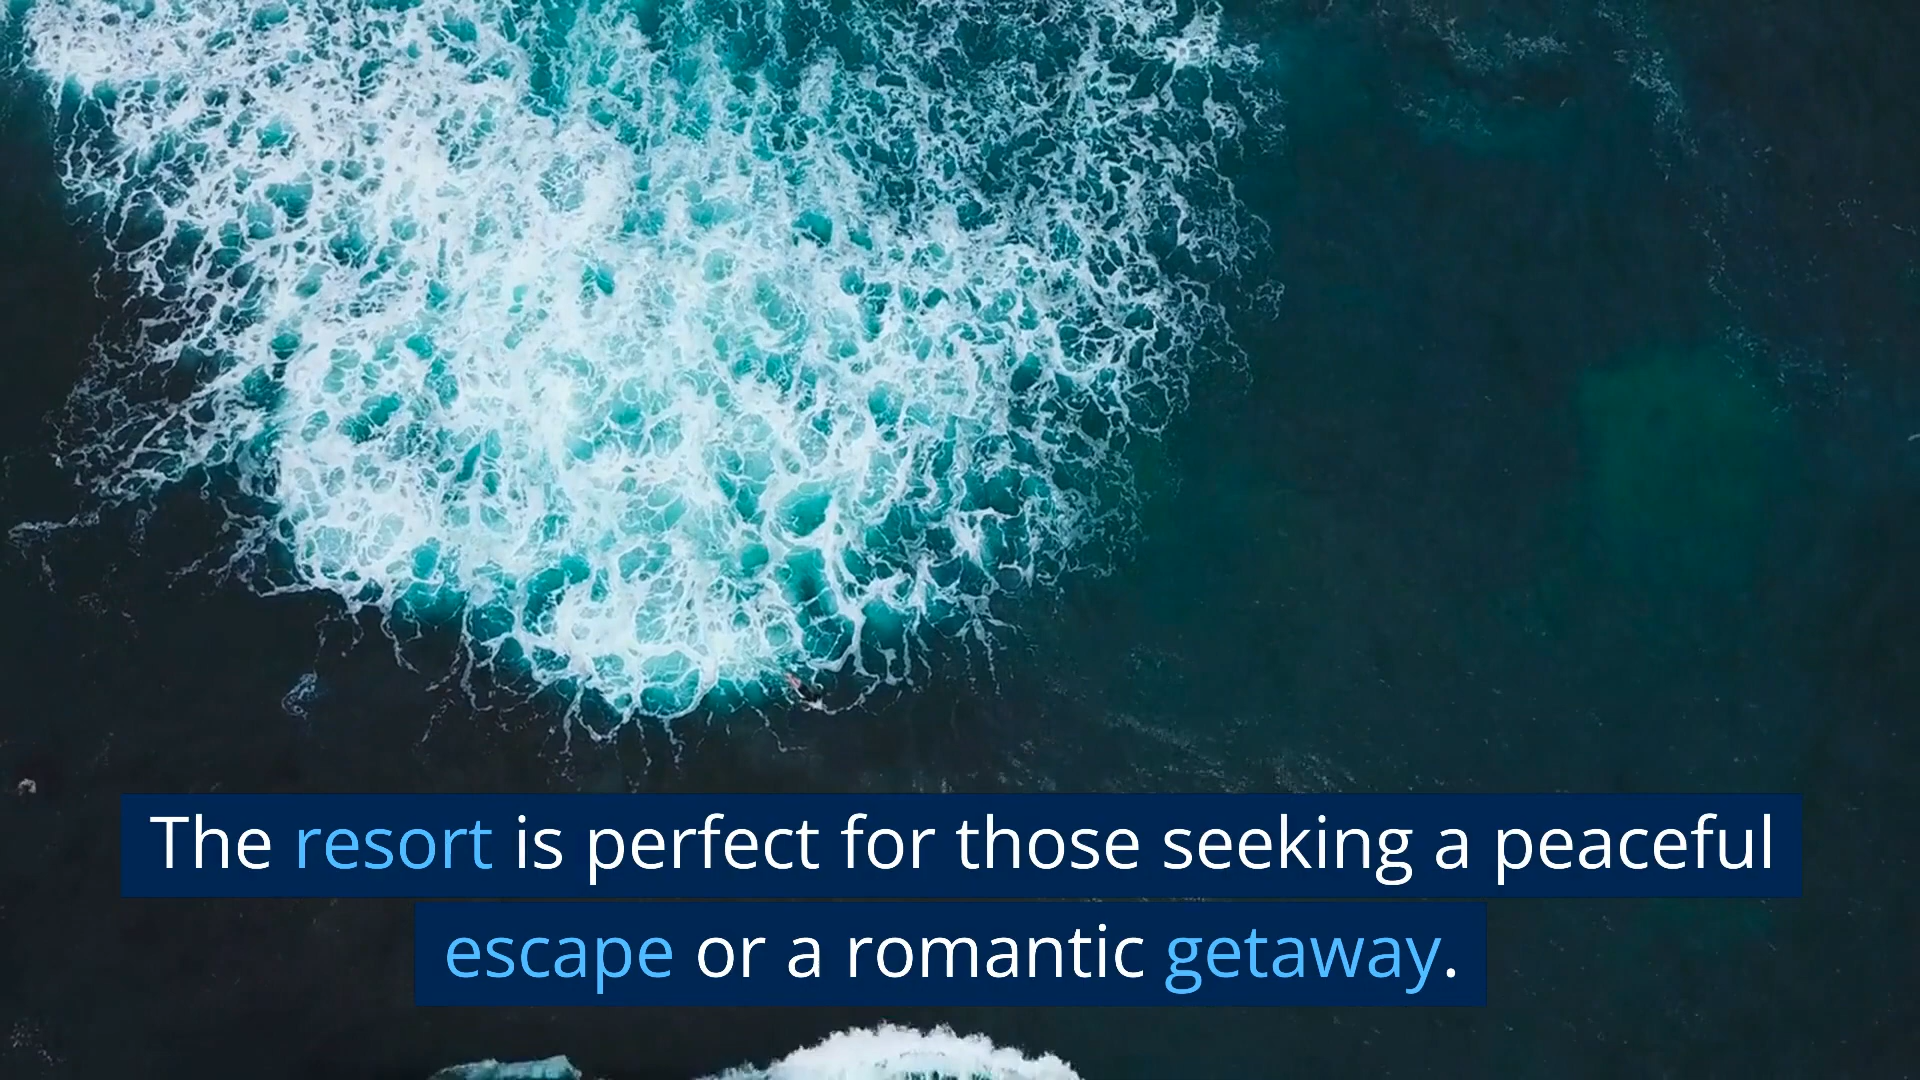 The resort is perfect for those seeking a peaceful
escape or a romantic getaway.